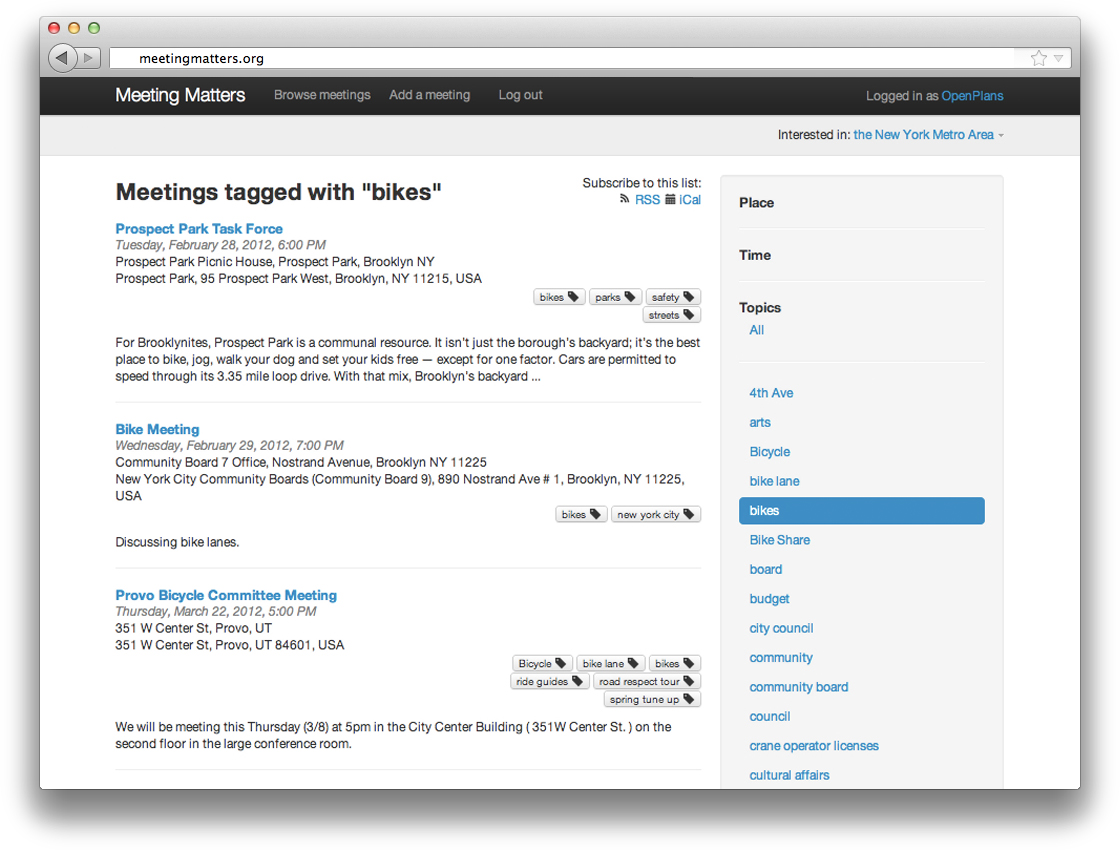 meetingmatters.org
Meeting Matters
Browse meetings
Add a meeting
Log out
Logged in as OpenPlans
Interested in: the New York Metro Area
Meetings tagged with "bikes"
Subscribe to this list:
RSS iCal
Prospect Park Task Force
Tuesday, February 28, 2012, 6:00 PM
Prospect Park Picnic House, Prospect Park, Brooklyn NY
Prospect Park, 95 Prospect Park West, Brooklyn, NY 11215, USA
bikes parks safety
streets
For Brooklynites, Prospect Park is a communal resource. It isn't just the borough's backyard; it's the best
place to bike, jog, walk your dog and set your kids free — except for one factor. Cars are permitted to
speed through its 3.35 mile loop drive. With that mix, Brooklyn's backyard ...
Bike Meeting
Wednesday, February 29, 2012, 7:00 PM
Community Board 7 Office, Nostrand Avenue, Brooklyn NY 11225
New York City Community Boards (Community Board 9), 890 Nostrand Ave # 1, Brooklyn, NY 11225,
USA
bikes new york city
Discussing bike lanes.
Provo Bicycle Committee Meeting
Thursday, March 22, 2012, 5:00 PM
351 W Center St, Provo, UT
351 W Center St, Provo, UT 84601, USA
Bicycle bike lane bikes
ride guides road respect tour
spring tune up
We will be meeting this Thursday (3/8) at 5pm in the City Center Building ( 351W Center St. ) on the
second floor in the large conference room.
Place
Time
Topics
All
4th Ave
arts
Bicycle
bike lane
bikes
Bike Share
board
budget
city council
community
community board
council
crane operator licenses
cultural affairs